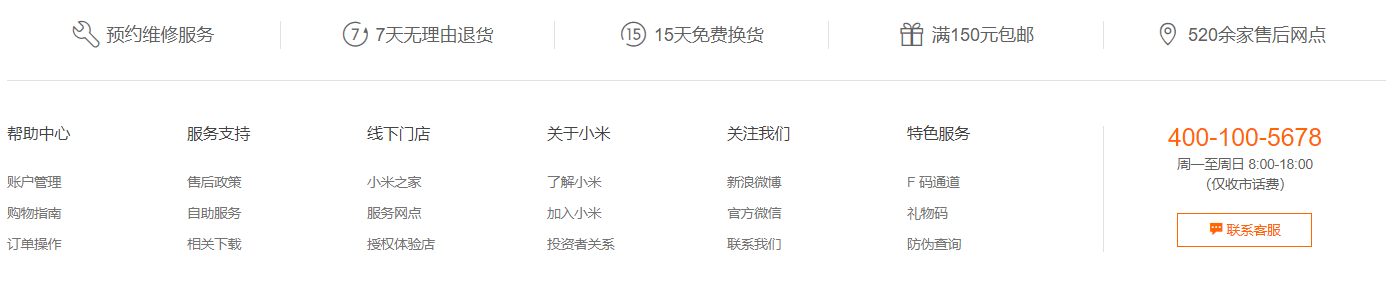 预约维修服务
7 7天无理由退货
15 15天免费换货
满150元包邮
520余家售后网点
帮助中心
账户管理
购物指南
订单操作
服务支持
售后政策
自助服务
相关下载
线下门店
小米之家
服务网点
授权体验店
关于小米
了解小米
加入小米
投资者关系
关注我们
新浪微博
官方微信
联系我们
特色服务
F 码通道
礼物码
防伪查询
400-100-5678
周一至周日 8:00-18:00
（仅收市话费）
联系客服